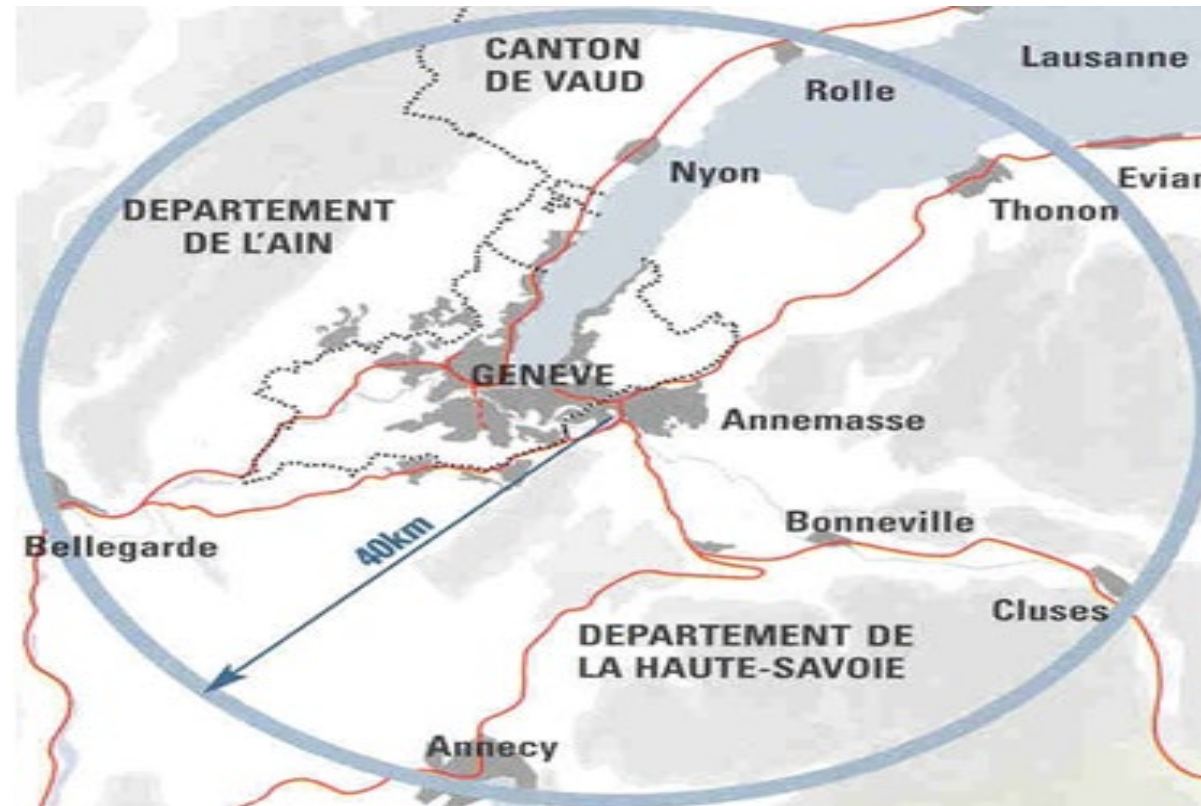 CANTON
DE VAUD
Lausanne
Rolle
Nyon
Evian
Thonon
DEPARTEMENT
DE L'AIN
GENEVE
Annemasse
Bonneville
Bellegarde
40km
Cluses
DEPARTEMENT DE
LA HAUTE-SAVOIE
Annecy